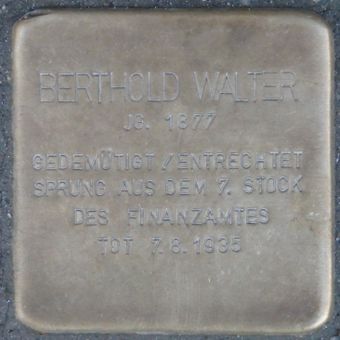 BERTHOLD WALTER
JG. 1877
GEDEMÜTIGT / ENTRECHTET
SPRUNG AUS DEM 7. STOCK
DES FINANZAMTES
TOT 7.8.1935